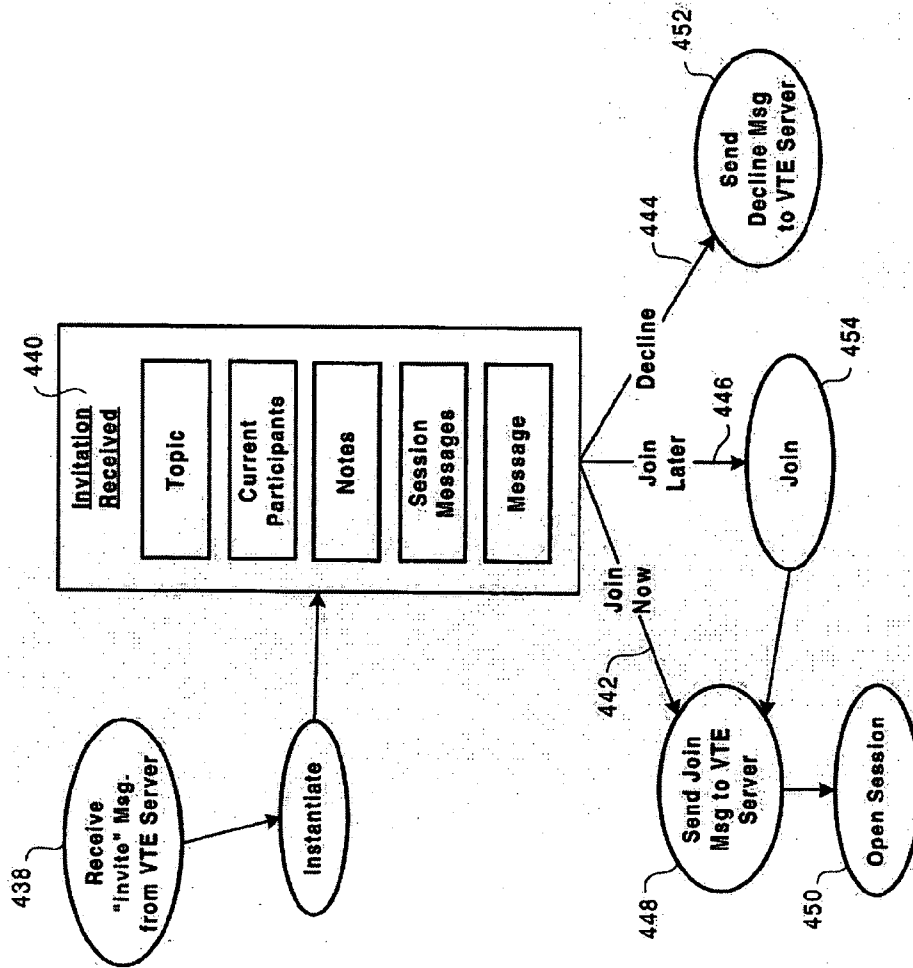 438
Receive
"Invite" Msg.
from VTE Server
Instantiate
440
Invitation
Received
Topic
Current
Participants
Notes
Session
Messages
Message
Join
Now
442
Join
Later
446
Decline
444
448
Send Join
Msg to VTE
Server
450
Open Session
Join
454
452
Send
Decline Msg
to VTE Server